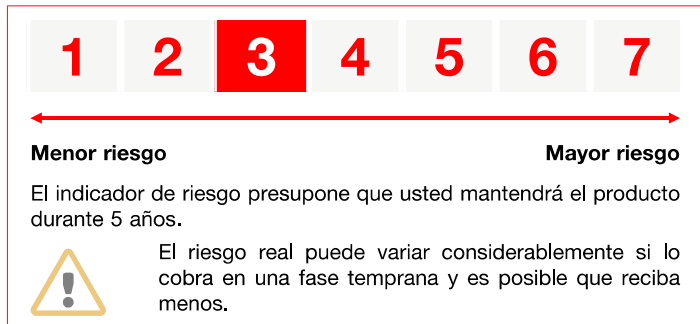 1 2 3 4 5 6 7
Menor riesgo Mayor riesgo
El indicador de riesgo presupone que usted mantendrá el producto
durante 5 años.
El riesgo real puede variar considerablemente si lo
cobra en una fase temprana y es posible que reciba
menos.